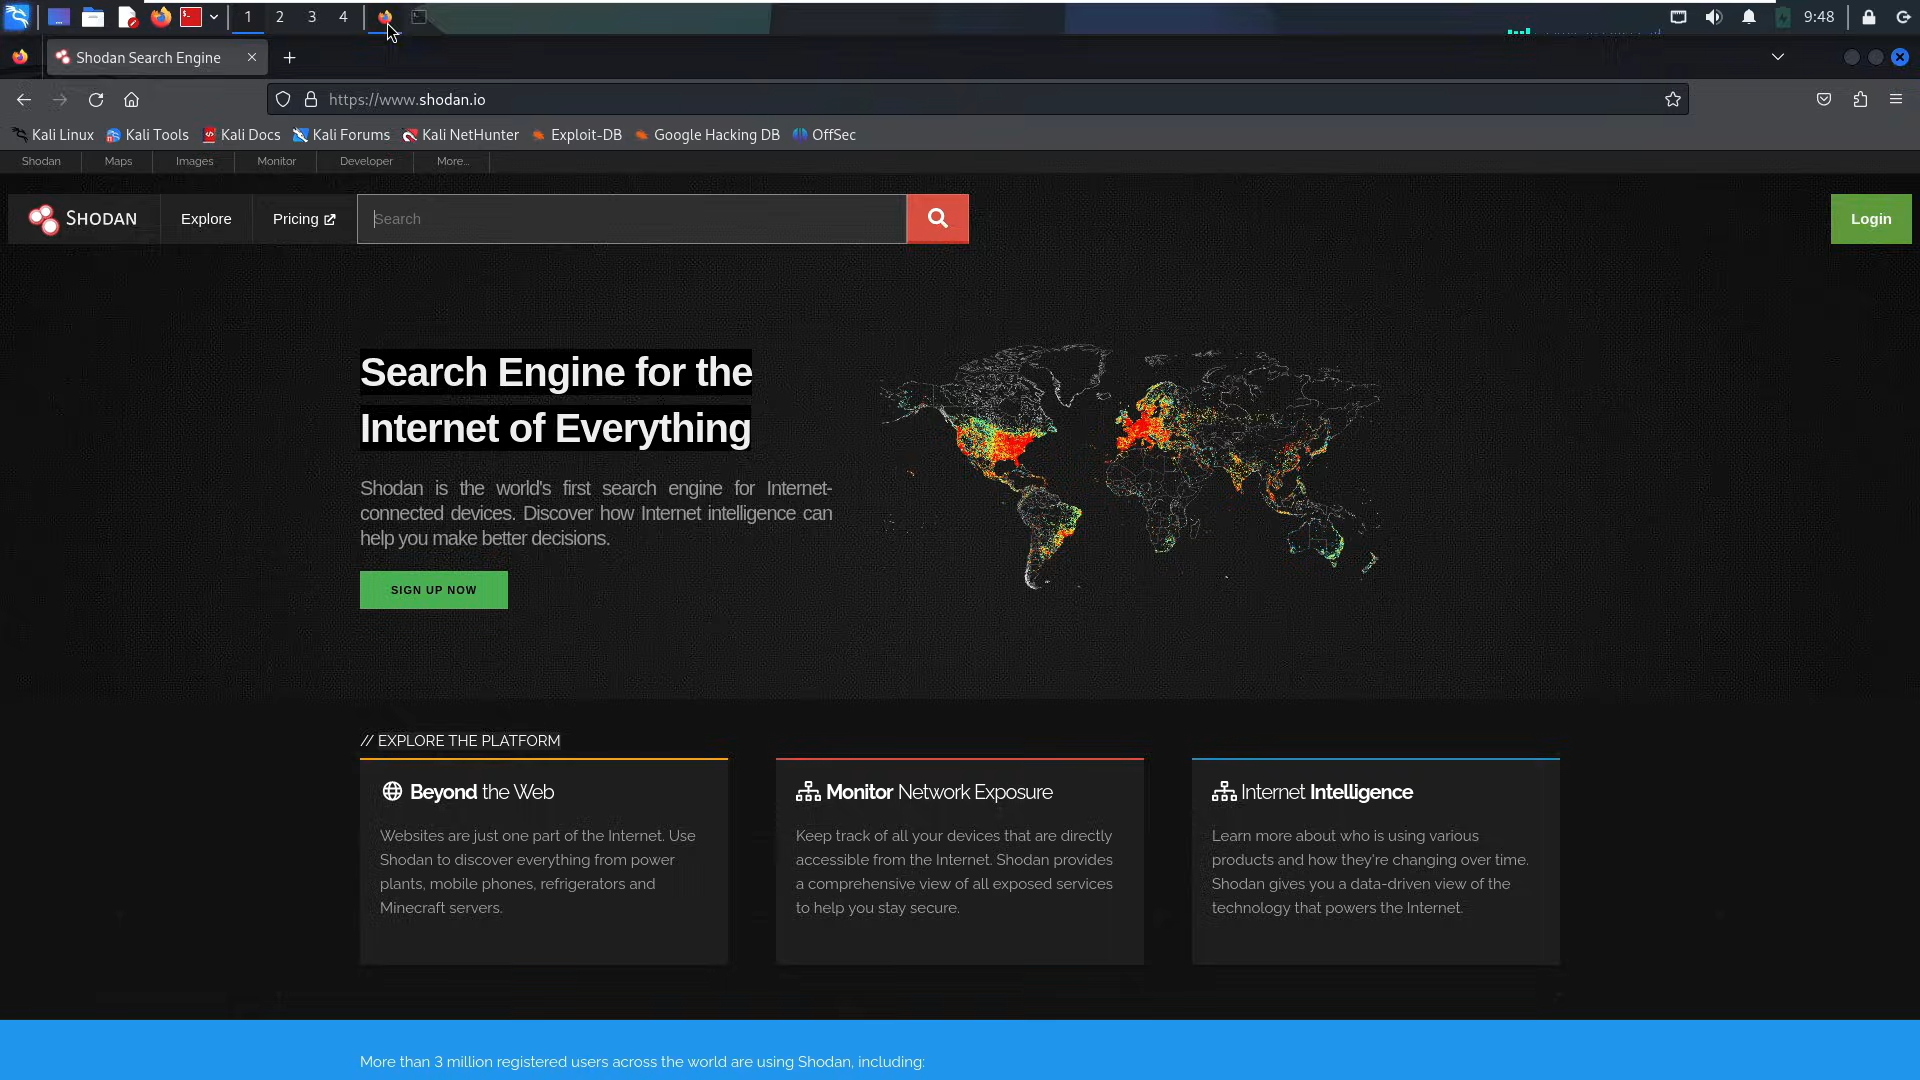 1 2 3 4 9:48
Shodan Search Engine
https://www.shodan.io
Kali Linux Kali Tools Kali Docs Kali Forums Kali NetHunter Exploit-DB Google Hacking DB OffSec
Shodan Maps Images Monitor Developer More...
SHODAN Explore Pricing Search Login
Search Engine for the
Internet of Everything
Shodan is the world's first search engine for Internet-
connected devices. Discover how Internet intelligence can
help you make better decisions.
SIGN UP NOW
// EXPLORE THE PLATFORM
Beyond the Web
Websites are just one part of the Internet. Use
Shodan to discover everything from power
plants, mobile phones, refrigerators and
Minecraft servers.
Monitor Network Exposure
Keep track of all your devices that are directly
accessible from the Internet. Shodan provides
a comprehensive view of all exposed services
to help you stay secure.
Internet Intelligence
Learn more about who is using various
products and how they're changing over time.
Shodan gives you a data-driven view of the
technology that powers the Internet.
More than 3 million registered users across the world are using Shodan, including: